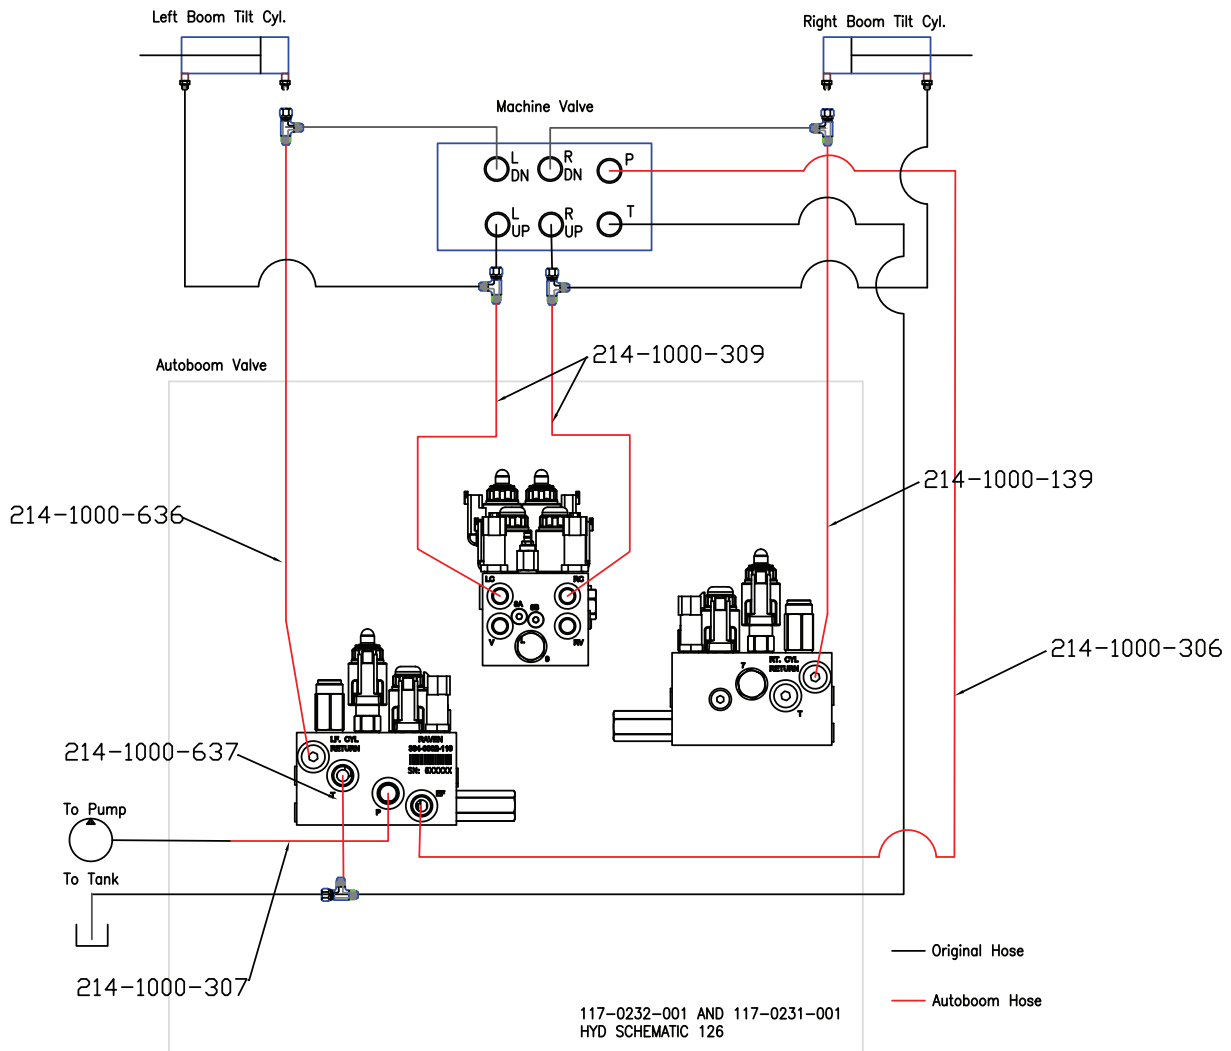 Left Boom Tilt Cyl.
Right Boom Tilt Cyl.
Machine Valve
L
DN
R
DN
P
L
UP
R
UP
T
214-1000-309
Autoboom Valve
214-1000-139
214-1000-636
LC
RC
V
RV
214-1000-306
T
RT. CYL
RETURN
T
LF. CYL
RETURN
RAVEN
214-1000-637
T
P
EF
To Pump
To Tank
214-1000-307
Original Hose
Autoboom Hose
117-0232-001 AND 117-0231-001
HYD SCHEMATIC 126